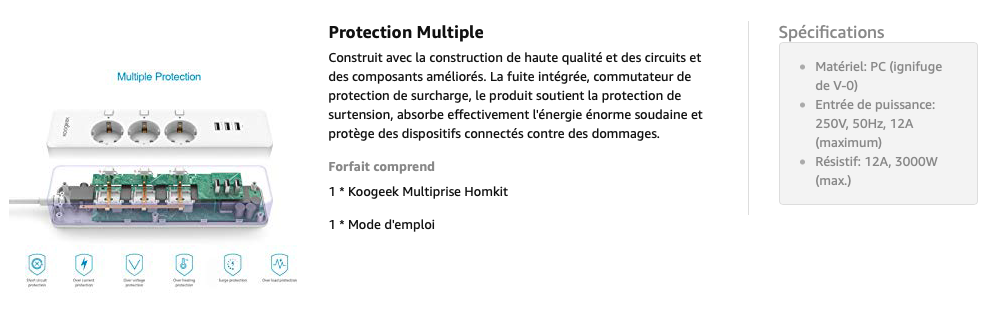 Multiple Protection
koogeek
Short circuit
protection
Over current
protection
Over voltage
protection
Over heating
protection
Surge protection
Over load protection
Protection Multiple
Construit avec la construction de haute qualité et des circuits et
des composants améliorés. La fuite intégrée, commutateur de
protection de surcharge, le produit soutient la protection de
surtension, absorbe effectivement l'énergie énorme soudaine et
protège des dispositifs connectés contre des dommages.
Forfait comprend
1 * Koogeek Multiprise Homkit
1 * Mode d'emploi
Spécifications
Matériel: PC (ignifuge
de V-0)
Entrée de puissance:
250V, 50Hz, 12A
(maximum)
Résistif: 12A, 3000W
(max.)